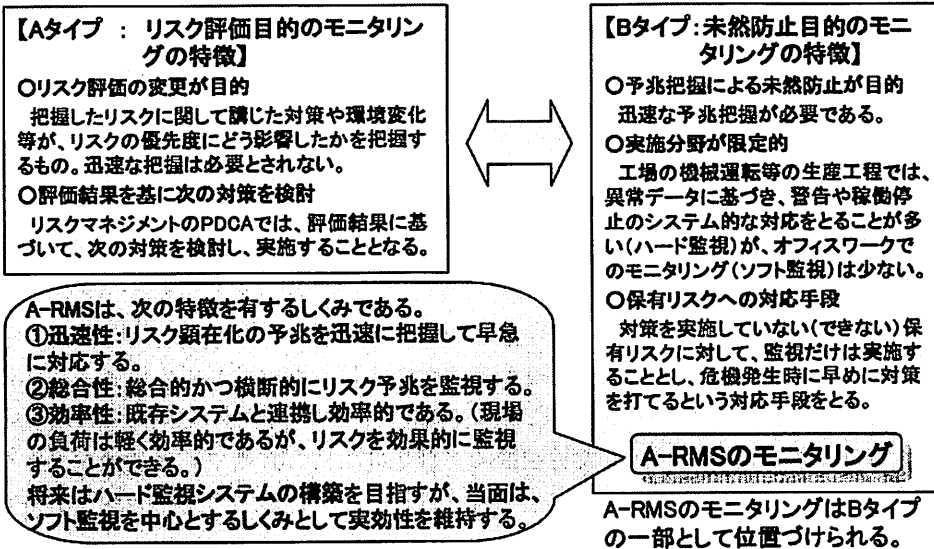 【Aタイプ : リスク評価目的のモニタリン
グの特徴】
○リスク評価の変更が目的
把握したリスクに関して講じた対策や環境変化
等が、リスクの優先度にどう影響したかを把握す
るもの。迅速な把握は必要とされない。
○評価結果を基に次の対策を検討
リスクマネジメントのPDCAでは、評価結果に基
づいて、次の対策を検討し、実施することとなる。
【Bタイプ:未然防止目的のモニ
タリングの特徴】
○予兆把握による未然防止が目的
迅速な予兆把握が必要である。
○実施分野が限定的
工場の機械運転等の生産工程では、
異常データに基づき、警告や稼働停
止のシステム的な対応をとることが多
い(ハード監視)が、オフィスワークで
のモニタリング(ソフト監視)は少ない。
○保有リスクへの対応手段
対策を実施していない(できない)保
有リスクに対して、監視だけは実施す
ることとし、危機発生時に早めに対策
を打てるという対応手段をとる。
A-RMSのモニタリング
A-RMSは、次の特徴を有するしくみである。
①迅速性:リスク顕在化の予兆を迅速に把握して早急
に対応する。
②総合性:総合的かつ横断的にリスク予兆を監視する。
③効率性:既存システムと連携し効率的である。(現場
の負荷は軽く効率的であるが、リスクを効果的に監視
することができる。)
将来はハード監視システムの構築を目指すが、当面は、
ソフト監視を中心とするしくみとして実効性を維持する。
A-RMSのモニタリングはBタイプ
の一部として位置づけられる。